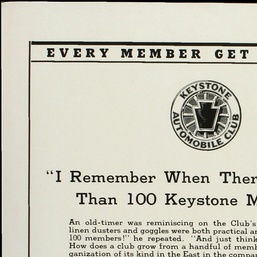 EVERY MEMBER GET
KEYSTONE
AUTOMOBILE CLUB
"I Remember When Ther
Than 100 Keystone M
An old-timer was reminiscing on the Club's
linen dusters and goggles were both practical an
100 members!" he repeated. "And just think
How does a club grow from a handful of memb
ganization of its kind in the East in the compa